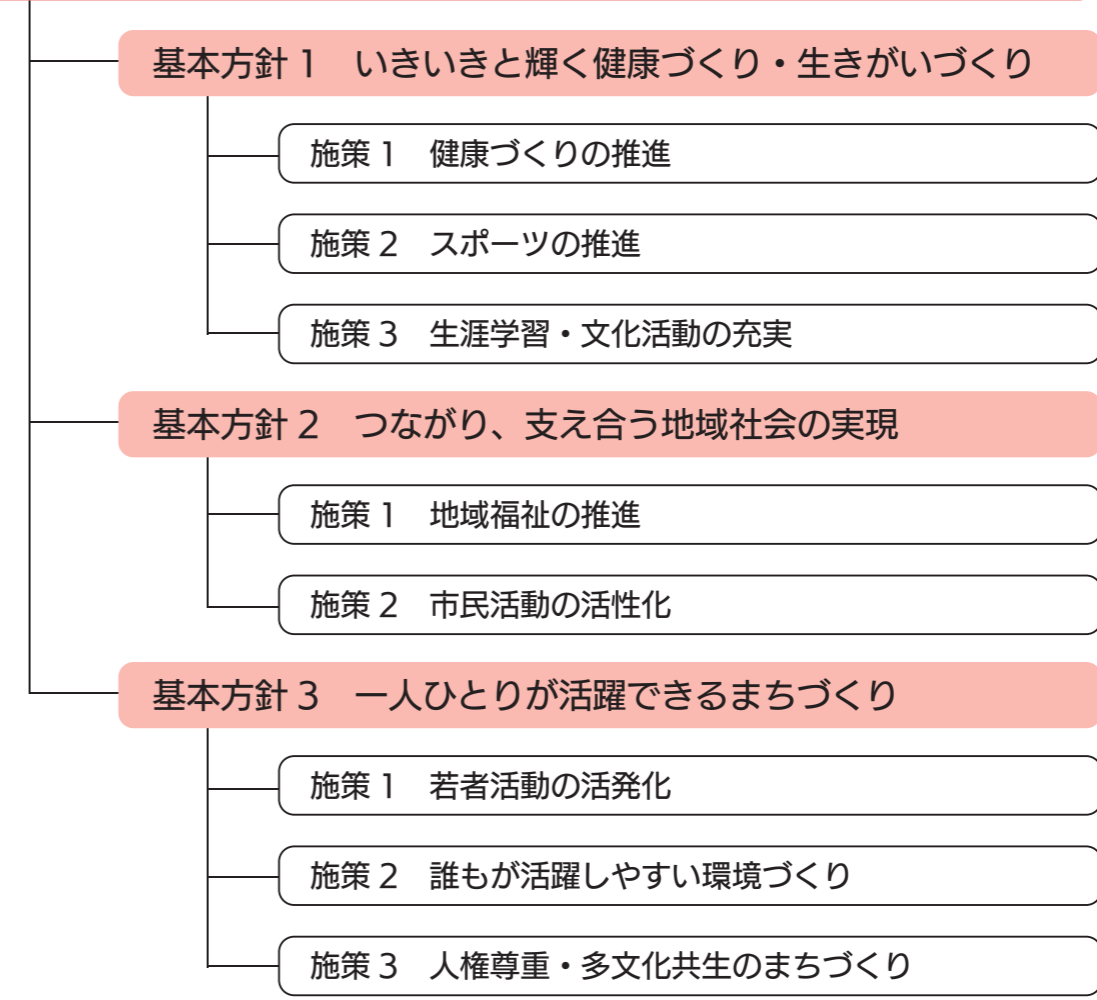 基本方針 1　いきいきと輝く健康づくり・生きがいづくり
施策 1　健康づくりの推進
施策 2　スポーツの推進
施策 3　生涯学習・文化活動の充実
基本方針 2　つながり、支え合う地域社会の実現
施策 1　地域福祉の推進
施策 2　市民活動の活性化
基本方針 3　一人ひとりが活躍できるまちづくり
施策 1　若者活動の活発化
施策 2　誰もが活躍しやすい環境づくり
施策 3　人権尊重・多文化共生のまちづくり